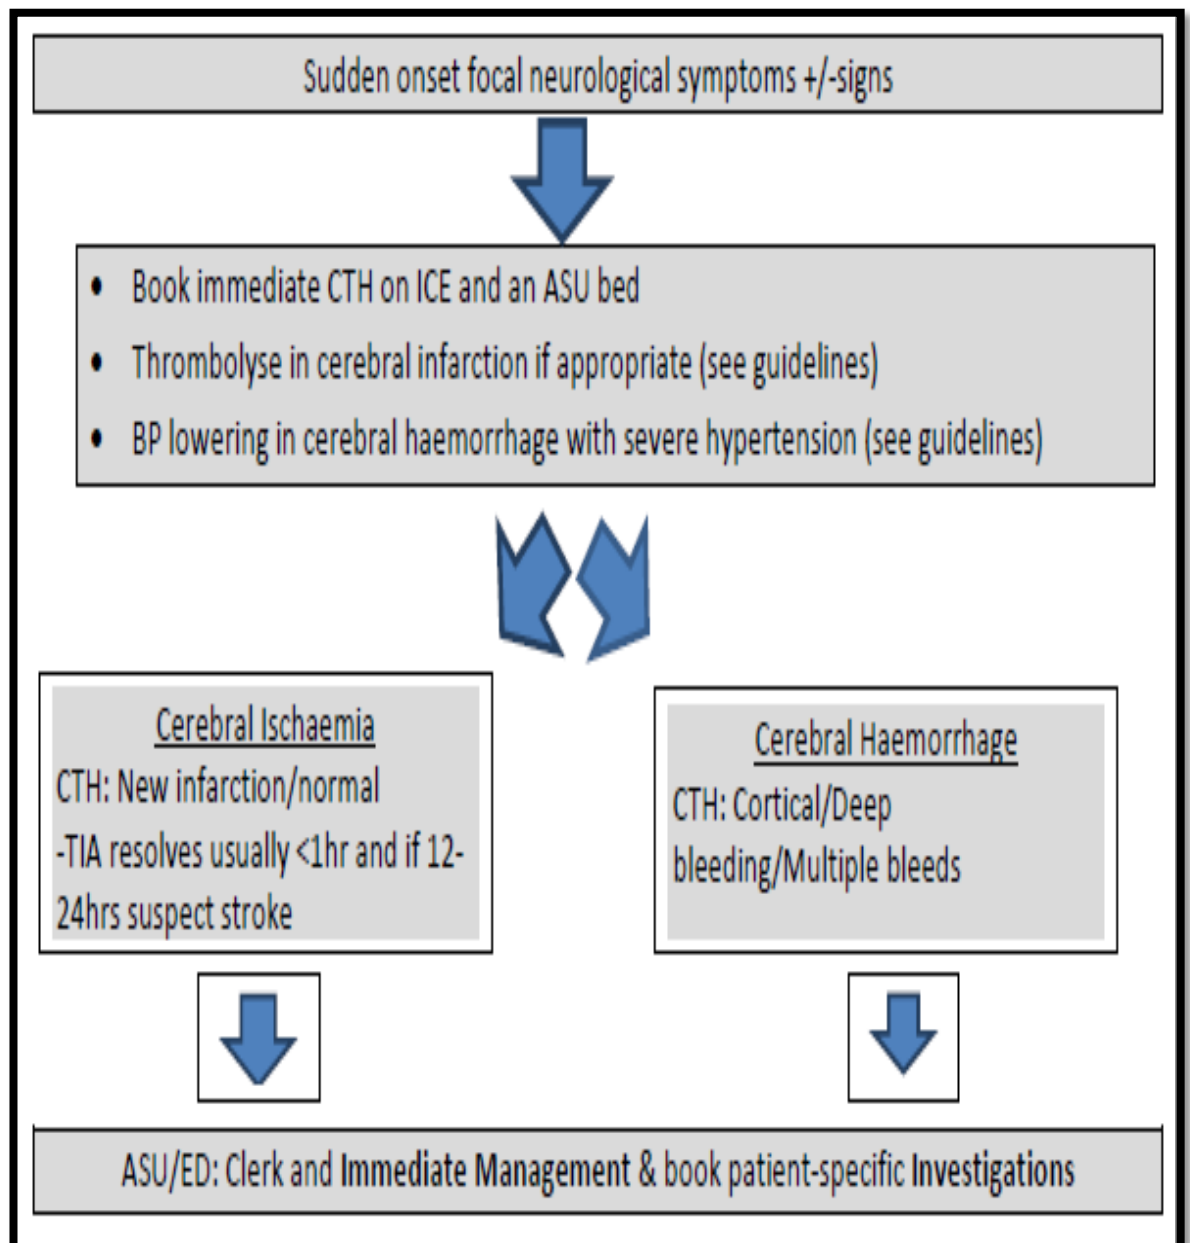 Sudden onset focal neurological symptoms +/-signs
• Book immediate CTH on ICE and an ASU bed
• Thrombolyse in cerebral infarction if appropriate (see guidelines)
• BP lowering in cerebral haemorrhage with severe hypertension (see guidelines)
Cerebral Ischaemia
CTH: New infarction/normal
-TIA resolves usually <1hr and if 12-
24hrs suspect stroke
Cerebral Haemorrhage
CTH: Cortical/Deep
bleeding/Multiple bleeds
ASU/ED: Clerk and Immediate Management & book patient-specific Investigations